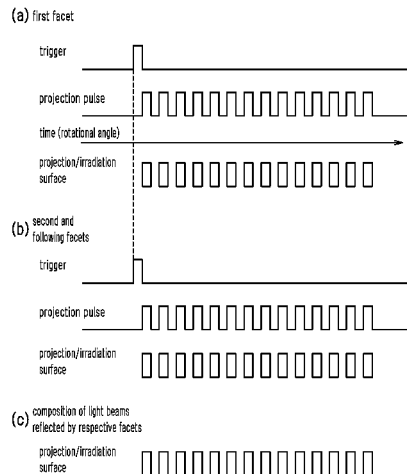 (a) first facet
trigger
projection pulse
time (rotational angle)
projection/irradiation
surface
(b) second and
following facets
trigger
projection pulse
projection/irradiation
surface
(c) composition of light beams
reflected by respective facets
projection/irradiation
surface